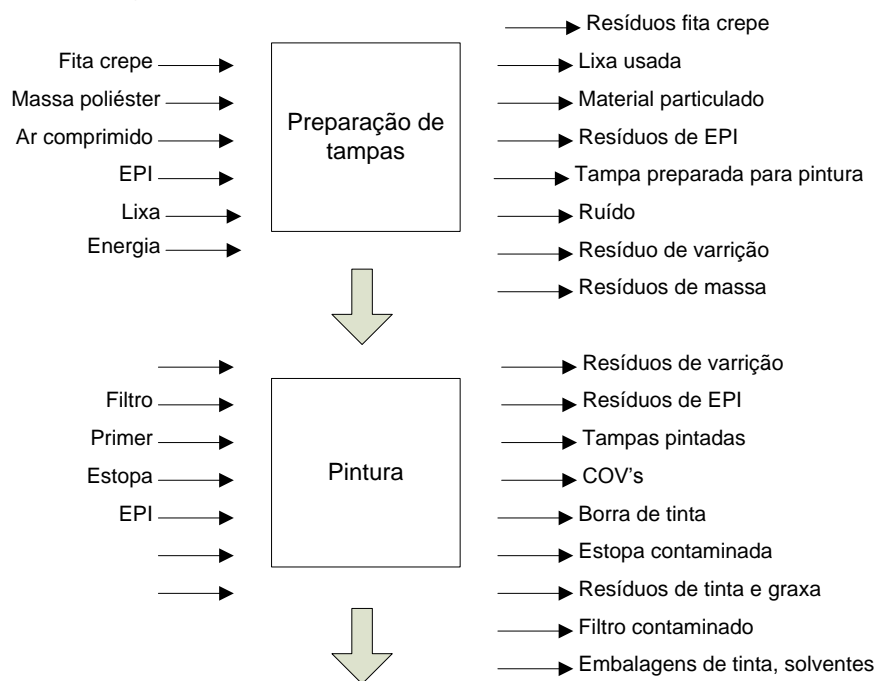 Resíduos fita crepe
Fita crepe
Lixa usada
Massa poliéster
Material particulado
Ar comprimido
Preparação de
tampas
Resíduos de EPI
EPI
Tampa preparada para pintura
Lixa
Ruído
Energia
Resíduo de varrição
Resíduos de massa
Resíduos de varrição
Filtro
Resíduos de EPI
Primer
Tampas pintadas
Estopa
Pintura
COV's
EPI
Borra de tinta
Estopa contaminada
Resíduos de tinta e graxa
Filtro contaminado
Embalagens de tinta, solventes